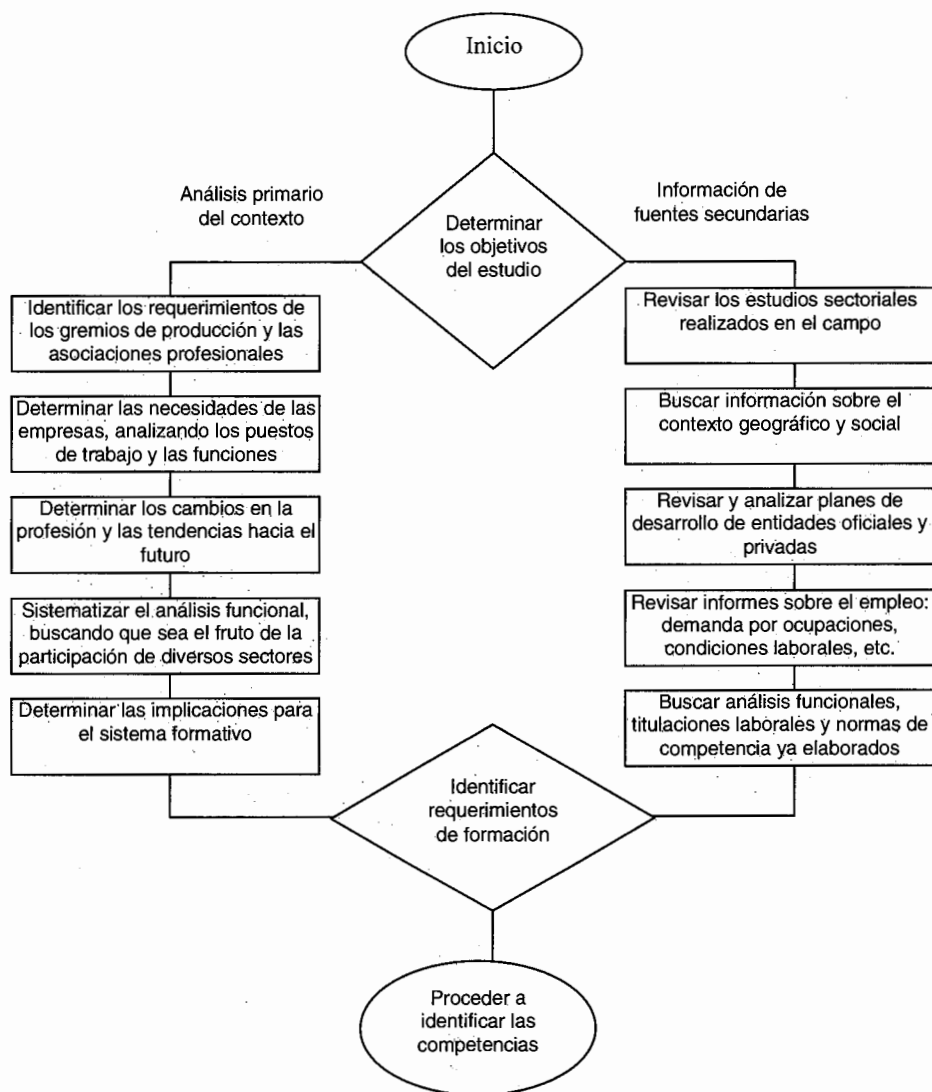 Inicio
Análisis primario
del contexto
Información de
fuentes secundarias
Determinar
los objetivos
del estudio
Identificar los requerimientos de
los gremios de producción y las
asociaciones profesionales
Determinar las necesidades de las
empresas, analizando los puestos
de trabajo y las funciones
Determinar los cambios en la
profesión y las tendencias hacia el
futuro
Sistematizar el análisis funcional,
buscando que sea el fruto de la
participación de diversos sectores
Determinar las implicaciones para
el sistema formativo
Revisar los estudios sectoriales
realizados en el campo
Buscar información sobre el
contexto geográfico y social
Revisar y analizar planes de
desarrollo de entidades oficiales y
privadas
Revisar informes sobre el empleo:
demanda por ocupaciones,
condiciones laborales, etc.
Buscar análisis funcionales,
titulaciones laborales y normas de
competencia ya elaborados
Identificar
requerimientos
de formación
Proceder a
identificar las
competencias